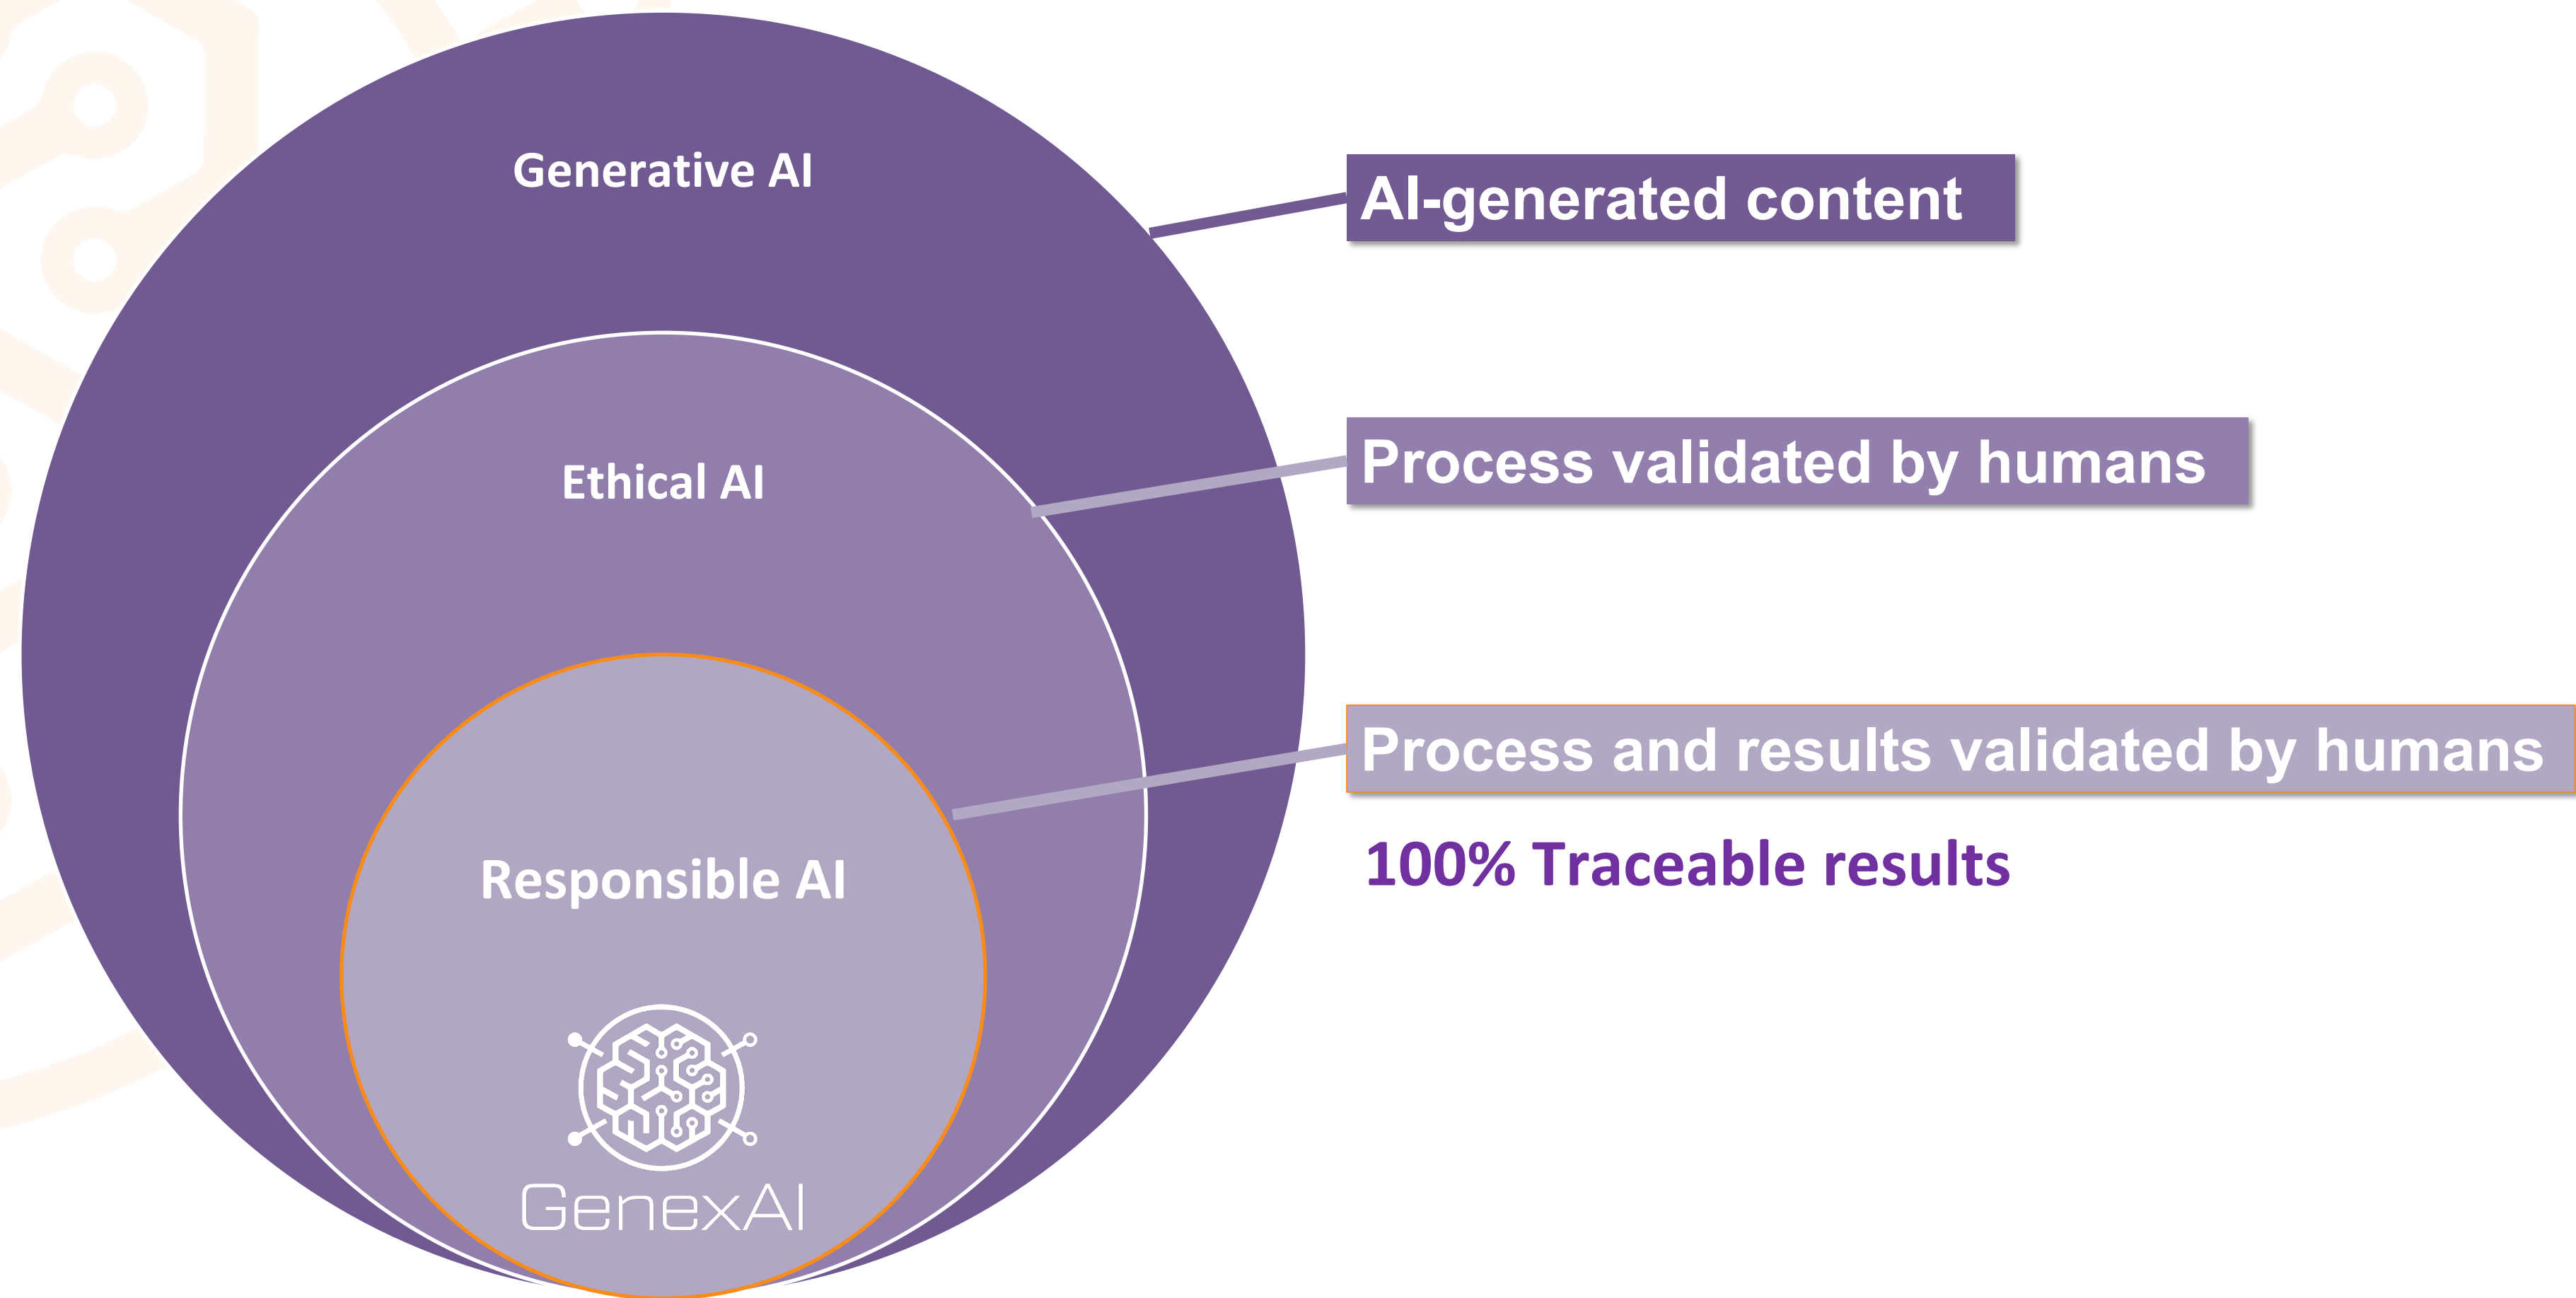 Generative AI
AI-generated content
Ethical AI
Process validated by humans
Responsible AI
Process and results validated by humans
100% Traceable results
GenexAI